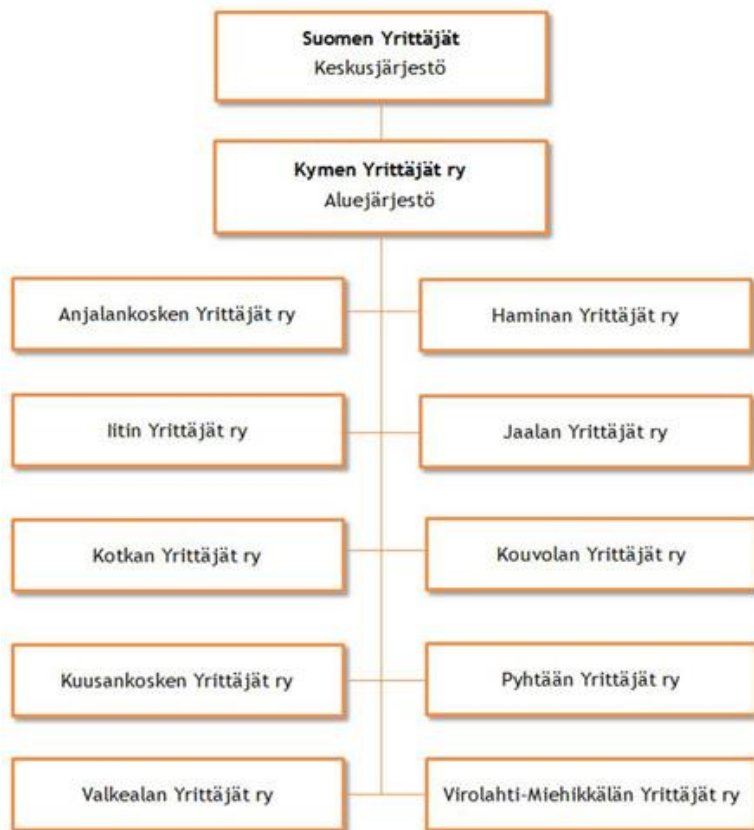 Suomen Yrittäjät
Keskusjärjestö
Kymen Yrittäjät ry
Aluejärjestö
Anjalankosken Yrittäjät ry
Haminan Yrittäjät ry
Iitin Yrittäjät ry
Jaalan Yrittäjät ry
Kotkan Yrittäjät ry
Kouvolan Yrittäjät ry
Kuusankosken Yrittäjät ry
Pyhtään Yrittäjät ry
Valkealan Yrittäjät ry
Virolahti-Miehikkälän Yrittäjät ry